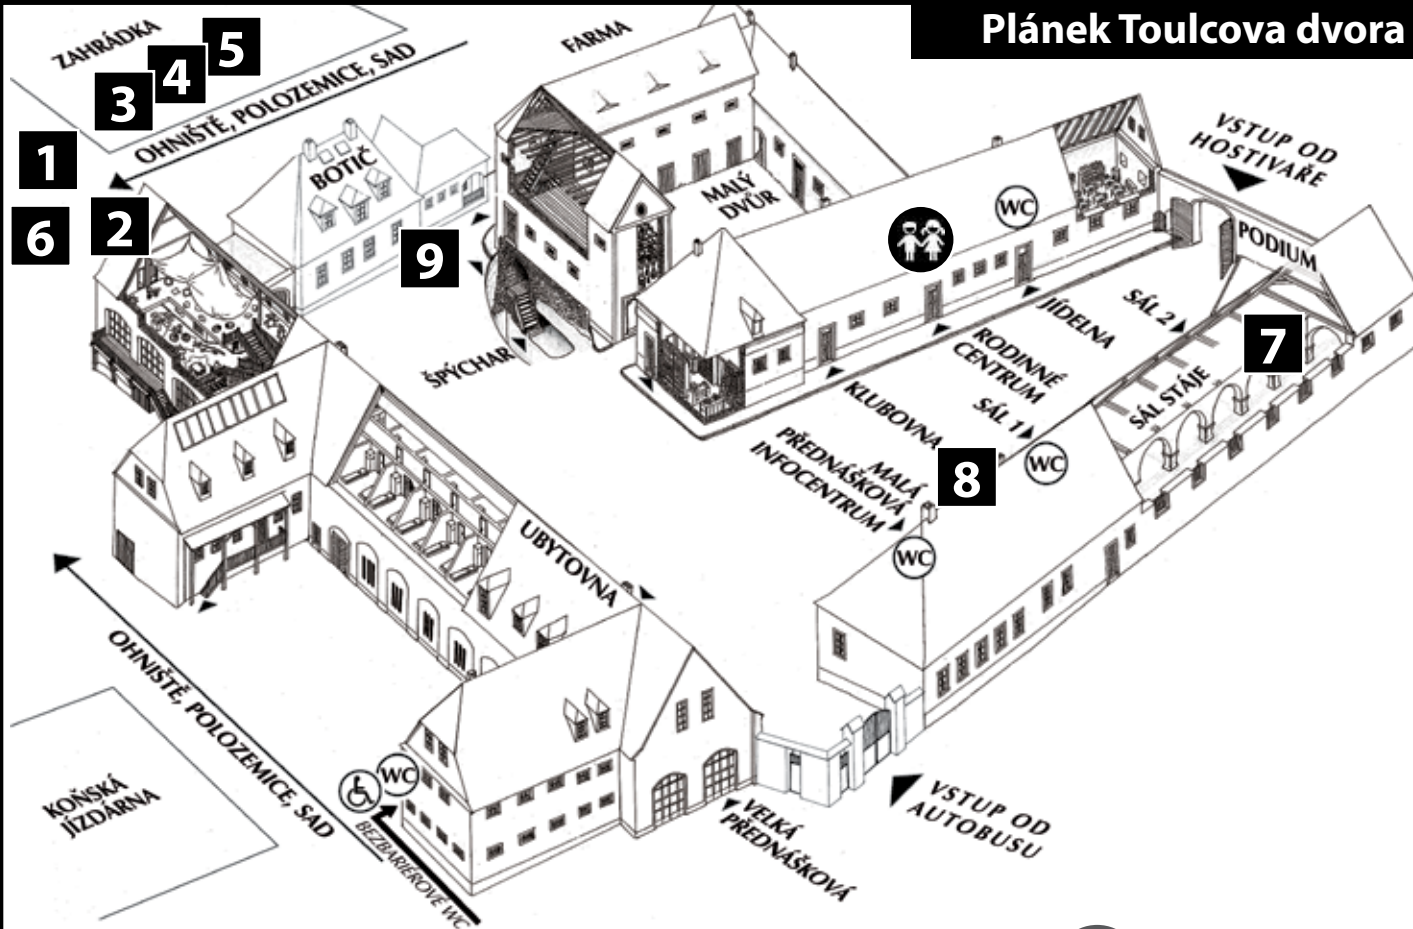 Plánek Toulcova dvora
ZAHRÁDKA
5
4
3
OHNIŠTĚ, POLOZEMICE, SAD
1
2
6
BOTIČ
FARMA
MALÝ
DVŮR
9
ŠPÝCHAR
WC
VSTUP OD
HOSTIVAŘE
PODIUM
SÁL 2
7
SÁL STÁJE
JÍDELNA
RODINNÉ
CENTRUM
SÁL 1
KLUBOVNA
WC
8
MALÁ
PŘEDNÁŠKOVÁ
INFOCENTRUM
WC
UBYTOVNA
OHNIŠTĚ, POLOZEMICE, SAD
KOŇSKÁ
JÍZDÁRNA
WC
BEZBARIÉROVÉ WC
VELKÁ
PŘEDNÁŠKOVÁ
VSTUP OD
AUTOBUSU